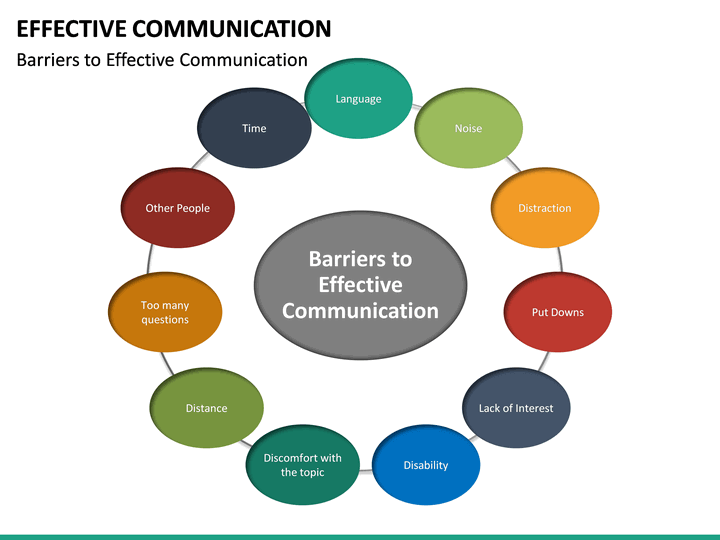 EFFECTIVE COMMUNICATION
Barriers to Effective Communication
Language
Noise
Distraction
Put Downs
Lack of Interest
Disability
Discomfort with
the topic
Distance
Too many
questions
Other People
Time
Barriers to
Effective
Communication